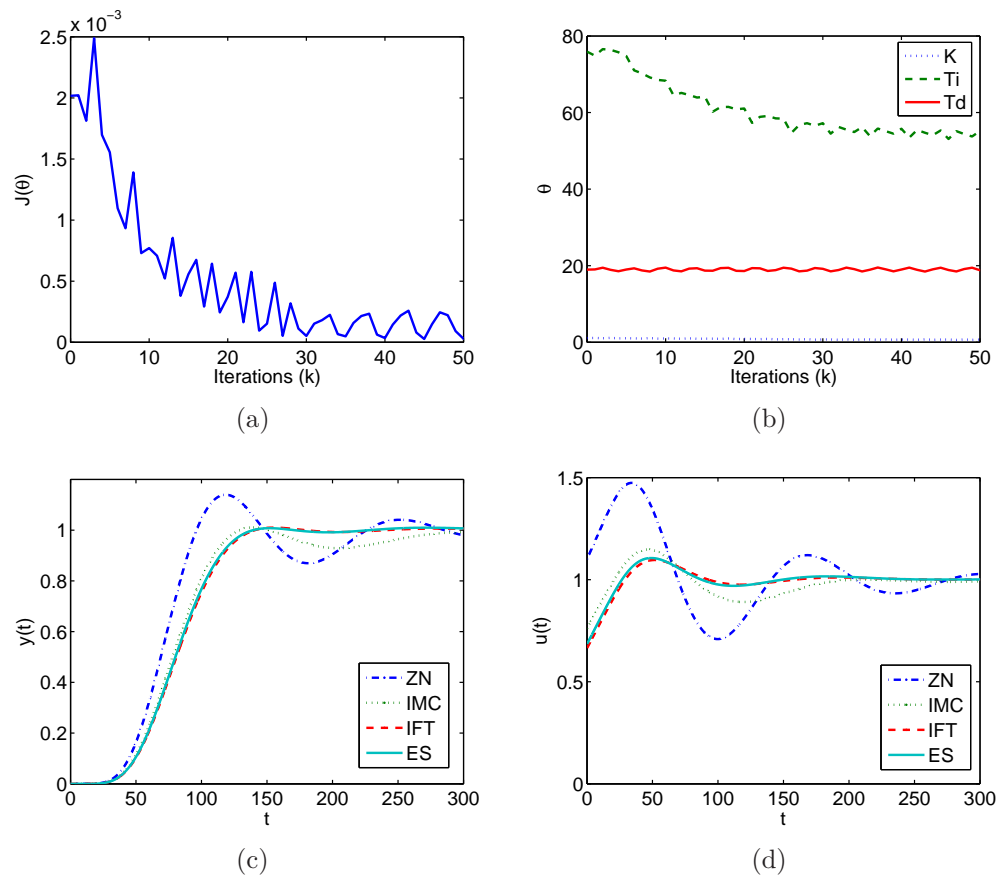 x 10−3
2.5
2
1.5
1
0.5
0
J(θ)
0 10 20 30 40 50
Iterations (k)
(a)
80
60
40
20
0
θ
K
Ti
Td
0 10 20 30 40 50
Iterations (k)
(b)
1
0.8
0.6
0.4
0.2
0
y(t)
ZN
IMC
IFT
ES
0 50 100 150 200 250 300
t
(c)
1.5
1
0.5
0
u(t)
ZN
IMC
IFT
ES
0 50 100 150 200 250 300
t
(d)